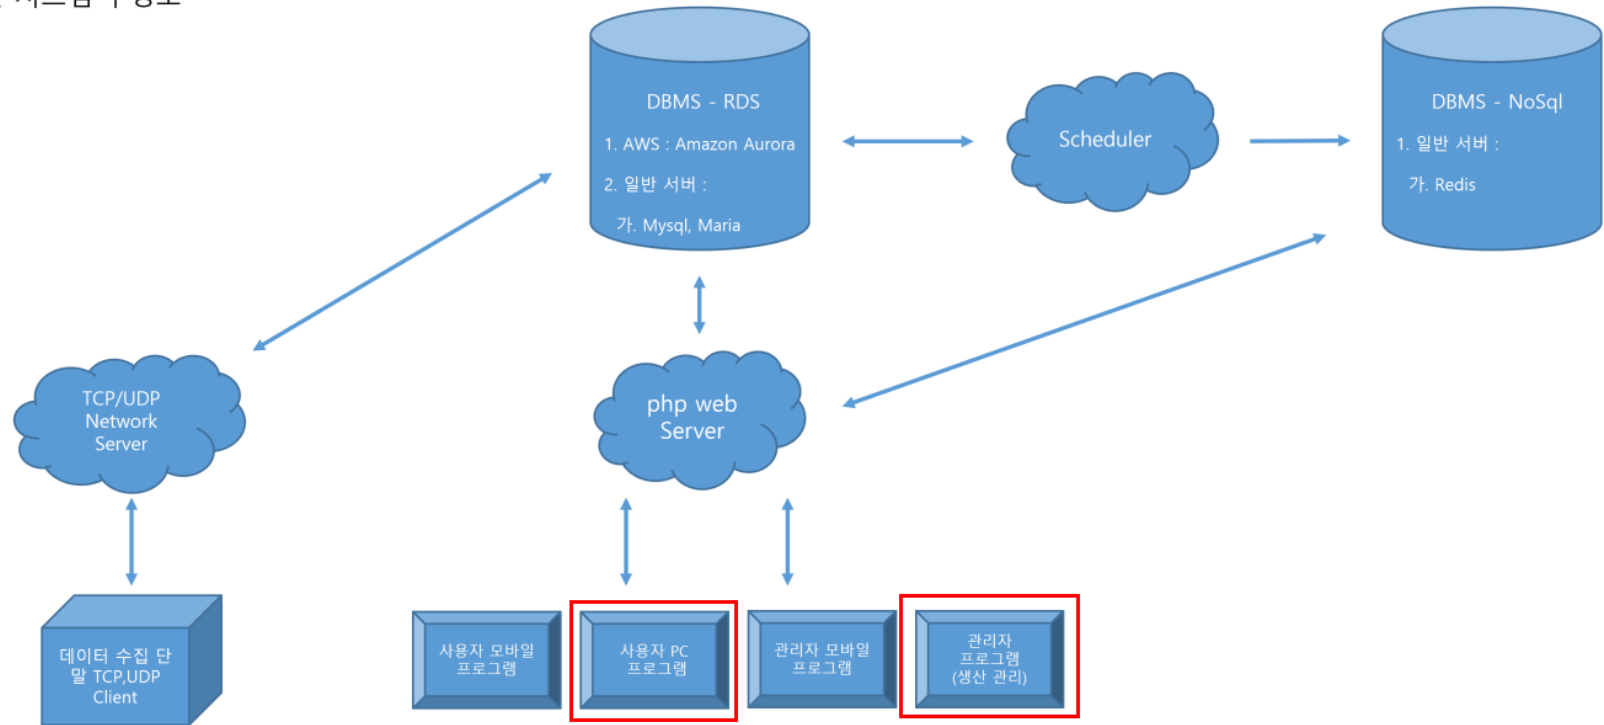 DBMS - RDS
1. AWS : Amazon Aurora
2. 일반 서버 :
가. Mysql, Maria
Scheduler
DBMS - NoSql
1. 일반 서버 :
가. Redis
TCP/UDP
Network
Server
php web
Server
데이터 수집 단
말 TCP,UDP
Client
사용자 모바일
프로그램
사용자 PC
프로그램
관리자 모바일
프로그램
관리자
프로그램
(생산 관리)